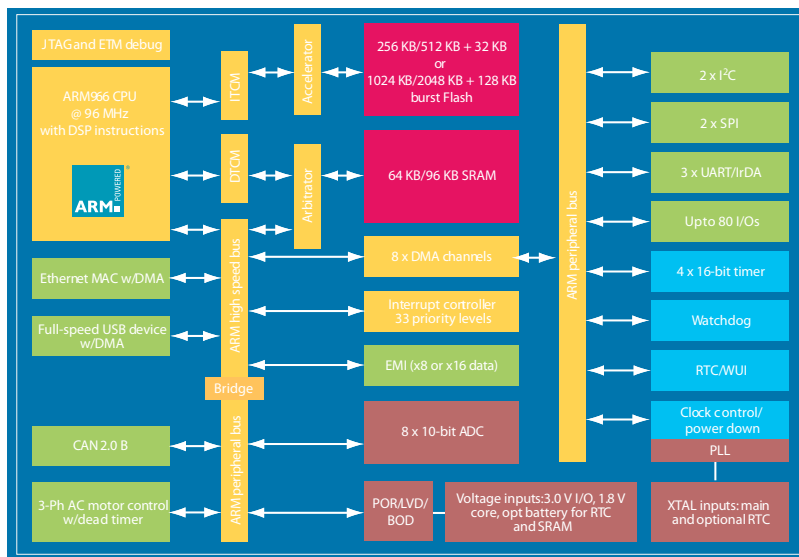 JTAG and ETM debug
ARM966 CPU
@ 96 MHz
with DSP instructions
ARM
POWERED
®
ITCM
DTCM
Accelerator
Arbitrator
256 KB/512 KB + 32 KB
or
1024 KB/2048 KB + 128 KB
burst Flash
64 KB/96 KB SRAM
Ethernet MAC w/DMA
Full-speed USB device
w/DMA
ARM high speed bus
8 x DMA channels
Interrupt controller
33 priority levels
EMI (x8 or x16 data)
Bridge
CAN 2.0 B
3-Ph AC motor control
w/dead timer
ARM peripheral bus
8 x 10-bit ADC
POR/LVD/
BOD
Voltage inputs:3.0 V I/O, 1.8 V
core, opt battery for RTC
and SRAM
ARM peripheral bus
2 x I²C
2 x SPI
3 x UART/IrDA
Up to 80 I/Os
4 x 16-bit timer
Watchdog
RTC/WUI
Clock control/
power down
PLL
XTAL inputs: main
and optional RTC